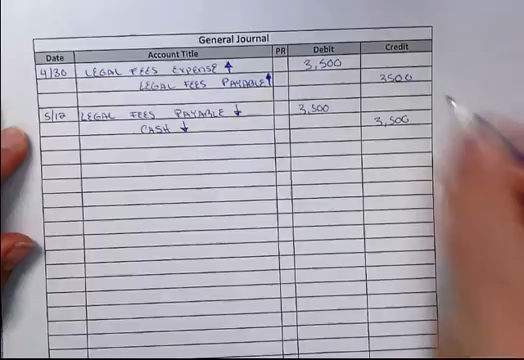 General Journal
Date Account Title PR Debit Credit
4/30 LEGAL FEES EXPENSE ↑ 3,500
LEGAL FEES PAYABLE ↑ 3500
5/12 LEGAL FEES PAYABLE ↓ 3,500
CASH ↓ 3,500